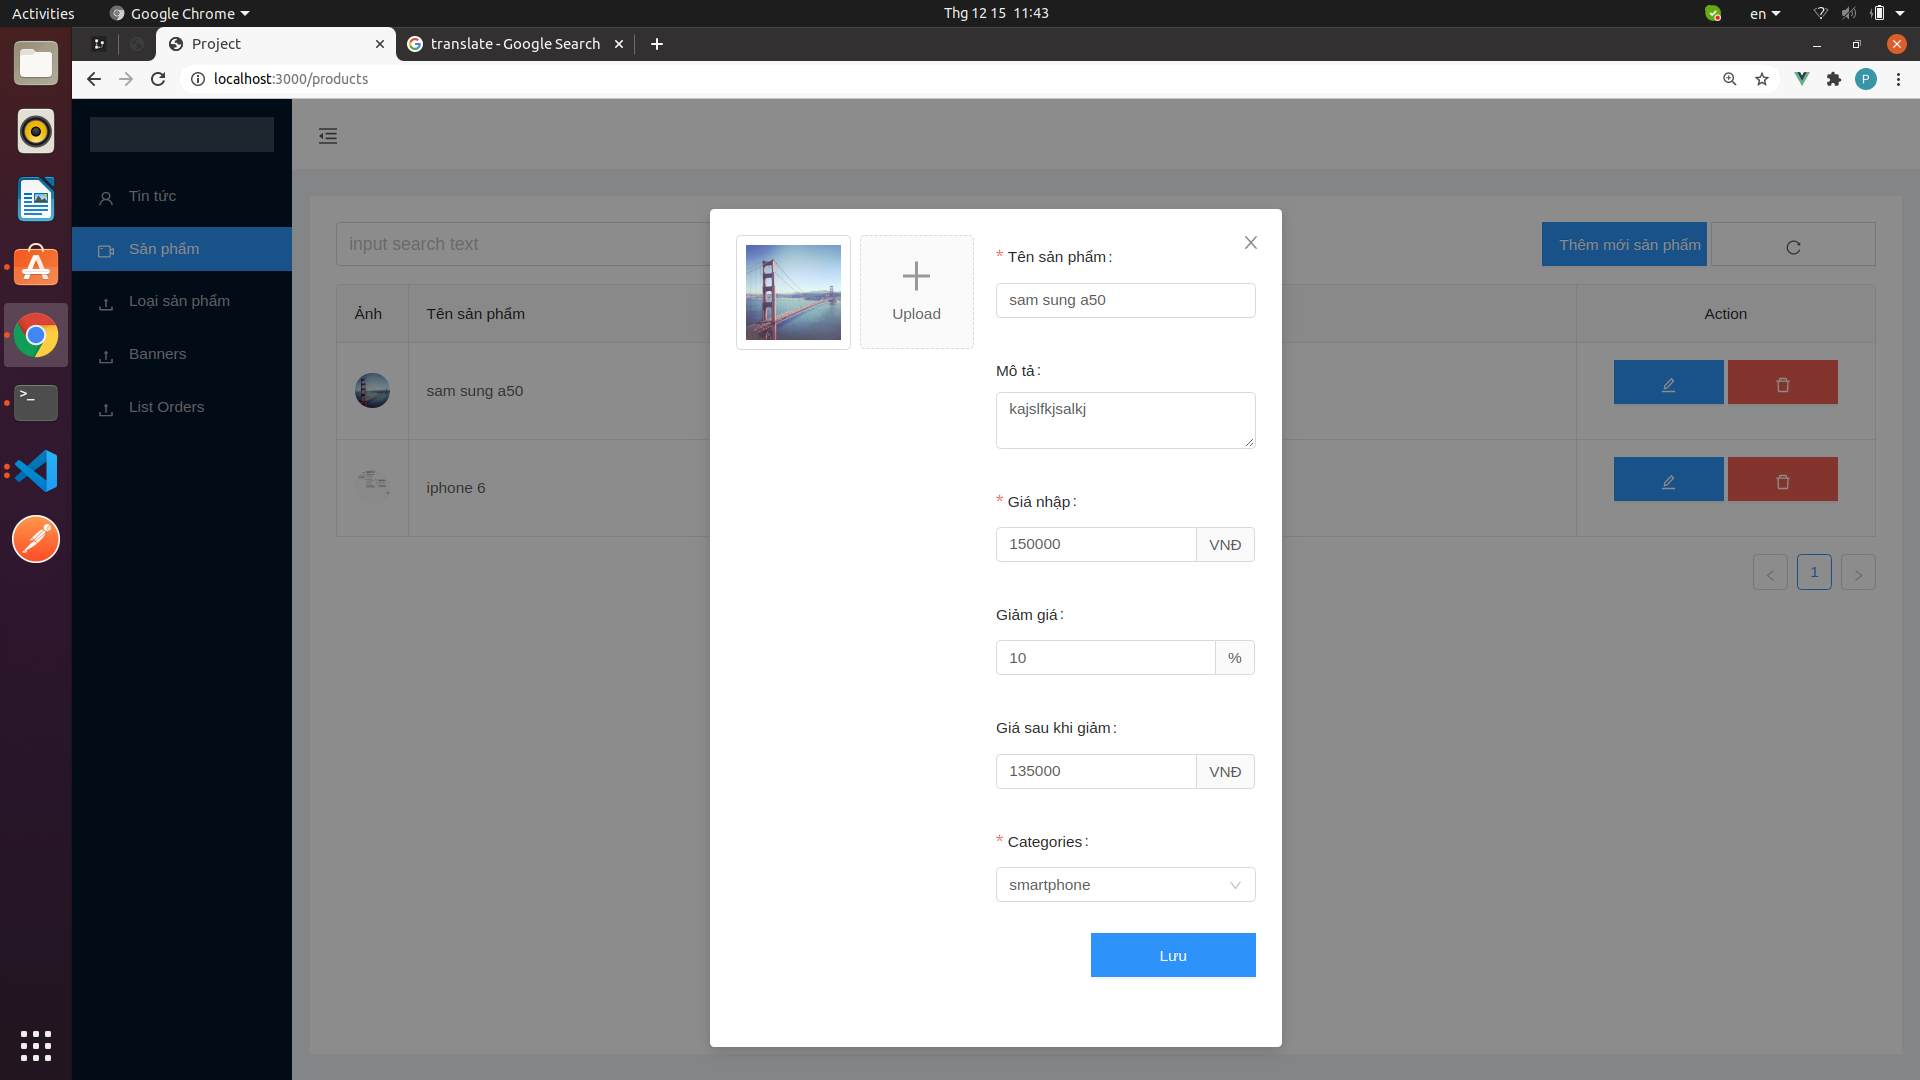 Activities
Google Chrome
Thg 12 15 11:43
en
Project
translate - Google Search
localhost:3000/products
P
Tin tức
Sản phẩm
Loại sản phẩm
Banners
List Orders
input search text
Thêm mới sản phẩm
Ảnh
Tên sản phẩm
Action
sam sung a50
iphone 6
1
Upload
* Tên sản phẩm:
sam sung a50
Mô tả:
kajslfkjsalkj
* Giá nhập:
150000 VNĐ
Giảm giá:
10 %
Giá sau khi giảm:
135000 VNĐ
* Categories:
smartphone
Lưu